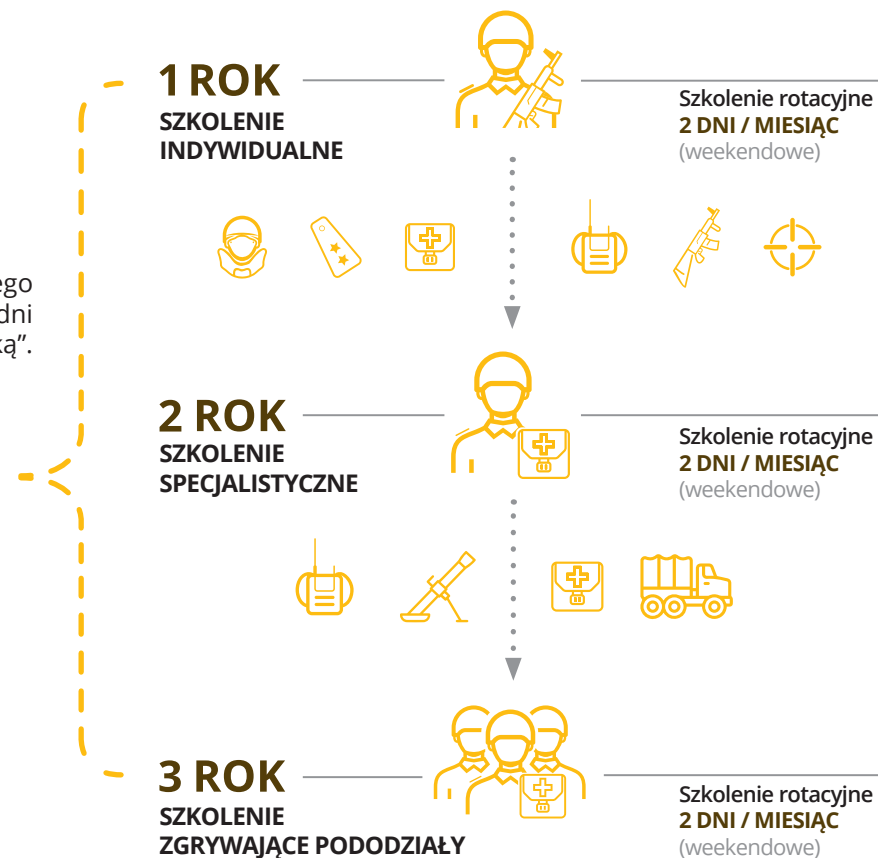 1 ROK
SZKOLENIE
INDYWIDUALNE
Szkolenie rotacyjne
2 DNI / MIESIĄC
(weekendowe)
2 ROK
SZKOLENIE
SPECJALISTYCZNE
Szkolenie rotacyjne
2 DNI / MIESIĄC
(weekendowe)
3 ROK
SZKOLENIE
ZGRYWAJĄCE PODODZIAŁY
Szkolenie rotacyjne
2 DNI / MIESIĄC
(weekendowe)